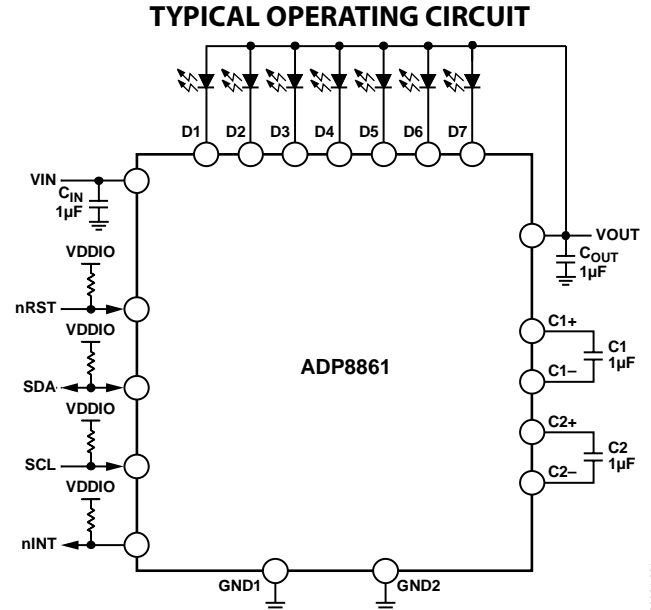 TYPICAL OPERATING CIRCUIT
D1 D2 D3 D4 D5 D6 D7
VIN
CIN
1µF
VOUT
COUT
1µF
VDDIO
nRST
VDDIO
SDA
VDDIO
SCL
VDDIO
nINT
ADP8861
C1+
C1
1µF
C1–
C2+
C2
1µF
C2–
GND1
GND2